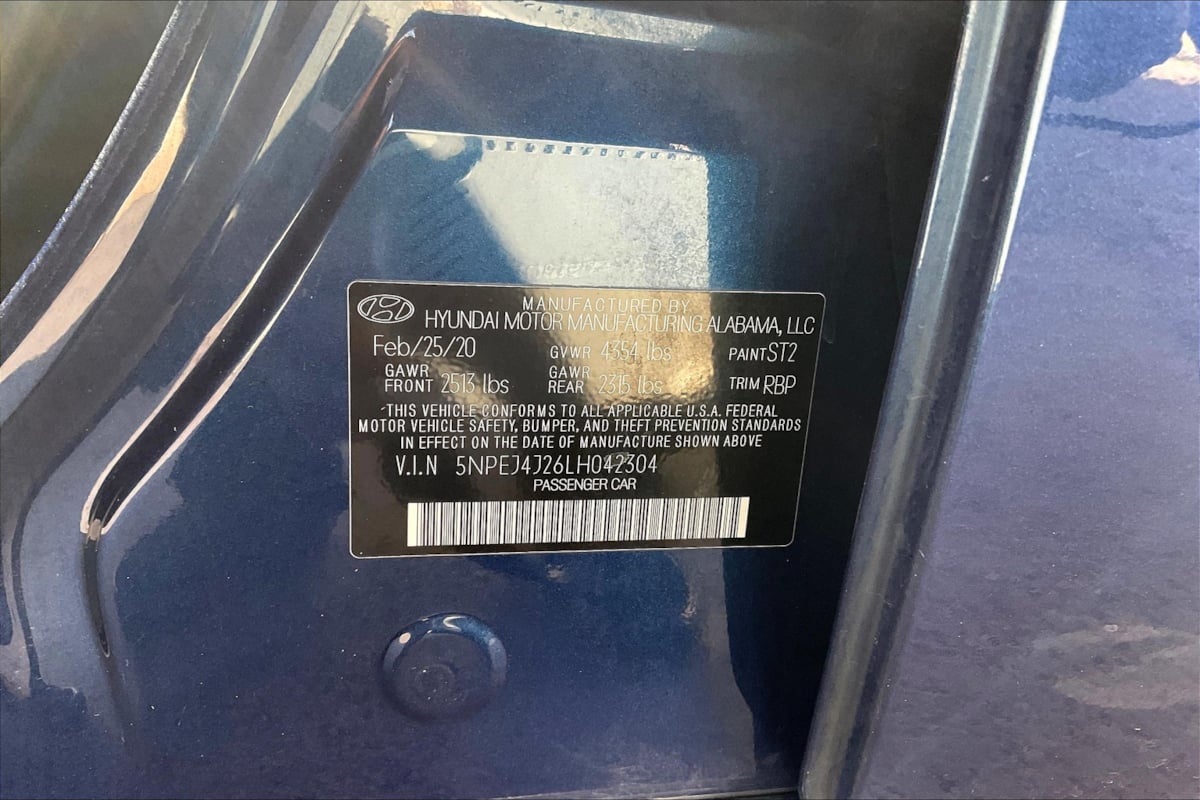 MANUFACTURED BY
HYUNDAI MOTOR MANUFACTURING ALABAMA, LLC
Feb/25/20 GVWR 4354 lbs PAINT ST2
GAWR FRONT 2513 lbs GAWR REAR 2315 lbs TRIM RBP
THIS VEHICLE CONFORMS TO ALL APPLICABLE U.S.A. FEDERAL
MOTOR VEHICLE SAFETY, BUMPER, AND THEFT PREVENTION STANDARDS
IN EFFECT ON THE DATE OF MANUFACTURE SHOWN ABOVE
V.I.N 5NPEJ4J26LH042304
PASSENGER CAR